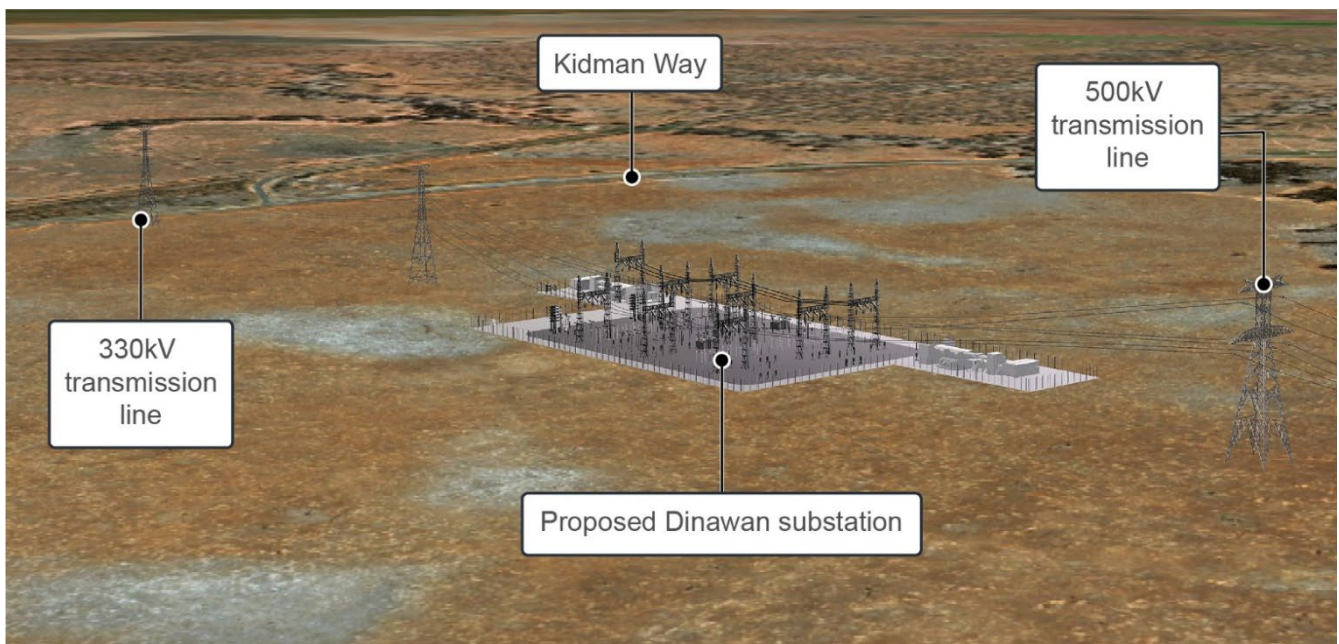 Kidman Way
500kV
transmission
line
330kV
transmission
line
Proposed Dinawan substation